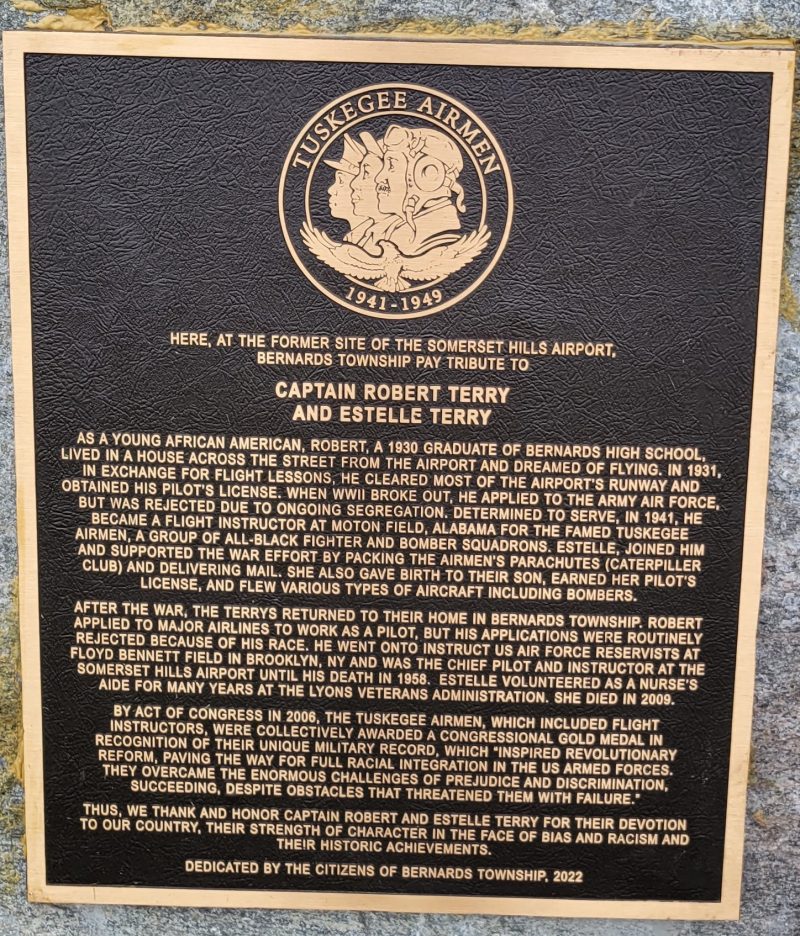 TUSKEGEE AIRMEN
1941-1949
HERE, AT THE FORMER SITE OF THE SOMERSET HILLS AIRPORT,
BERNARDS TOWNSHIP PAY TRIBUTE TO
CAPTAIN ROBERT TERRY
AND ESTELLE TERRY
AS A YOUNG AFRICAN AMERICAN, ROBERT, A 1930 GRADUATE OF BERNARDS HIGH SCHOOL,
LIVED IN A HOUSE ACROSS THE STREET FROM THE AIRPORT AND DREAMED OF FLYING. IN 1931,
IN EXCHANGE FOR FLIGHT LESSONS, HE CLEARED MOST OF THE AIRPORT'S RUNWAY AND
OBTAINED HIS PILOT'S LICENSE. WHEN WWII BROKE OUT, HE APPLIED TO THE ARMY AIR FORCE,
BUT WAS REJECTED DUE TO ONGOING SEGREGATION. DETERMINED TO SERVE, IN 1941, HE
BECAME A FLIGHT INSTRUCTOR AT MOTON FIELD, ALABAMA FOR THE FAMED TUSKEGEE
AIRMEN, A GROUP OF ALL-BLACK FIGHTER AND BOMBER SQUADRONS. ESTELLE, JOINED HIM
AND SUPPORTED THE WAR EFFORT BY PACKING THE AIRMEN'S PARACHUTES (CATERPILLER
CLUB) AND DELIVERING MAIL. SHE ALSO GAVE BIRTH TO THEIR SON, EARNED HER PILOT'S
LICENSE, AND FLEW VARIOUS TYPES OF AIRCRAFT INCLUDING BOMBERS.
AFTER THE WAR, THE TERRYS RETURNED TO THEIR HOME IN BERNARDS TOWNSHIP. ROBERT
APPLIED TO MAJOR AIRLINES TO WORK AS A PILOT, BUT HIS APPLICATIONS WERE ROUTINELY
REJECTED BECAUSE OF HIS RACE. HE WENT ONTO INSTRUCT US AIR FORCE RESERVISTS AT
FLOYD BENNETT FIELD IN BROOKLYN, NY AND WAS THE CHIEF PILOT AND INSTRUCTOR AT THE
SOMERSET HILLS AIRPORT UNTIL HIS DEATH IN 1958. ESTELLE VOLUNTEERED AS A NURSE'S
AIDE FOR MANY YEARS AT THE LYONS VETERANS ADMINISTRATION. SHE DIED IN 2009.
BY ACT OF CONGRESS IN 2006, THE TUSKEGEE AIRMEN, WHICH INCLUDED FLIGHT
INSTRUCTORS, WERE COLLECTIVELY AWARDED A CONGRESSIONAL GOLD MEDAL IN
RECOGNITION OF THEIR UNIQUE MILITARY RECORD, WHICH "INSPIRED REVOLUTIONARY
REFORM, PAVING THE WAY FOR FULL RACIAL INTEGRATION IN THE US ARMED FORCES.
THEY OVERCAME THE ENORMOUS CHALLENGES OF PREJUDICE AND DISCRIMINATION,
SUCCEEDING, DESPITE OBSTACLES THAT THREATENED THEM WITH FAILURE."
THUS, WE THANK AND HONOR CAPTAIN ROBERT AND ESTELLE TERRY FOR THEIR DEVOTION
TO OUR COUNTRY, THEIR STRENGTH OF CHARACTER IN THE FACE OF BIAS AND RACISM AND
THEIR HISTORIC ACHIEVEMENTS.
DEDICATED BY THE CITIZENS OF BERNARDS TOWNSHIP, 2022